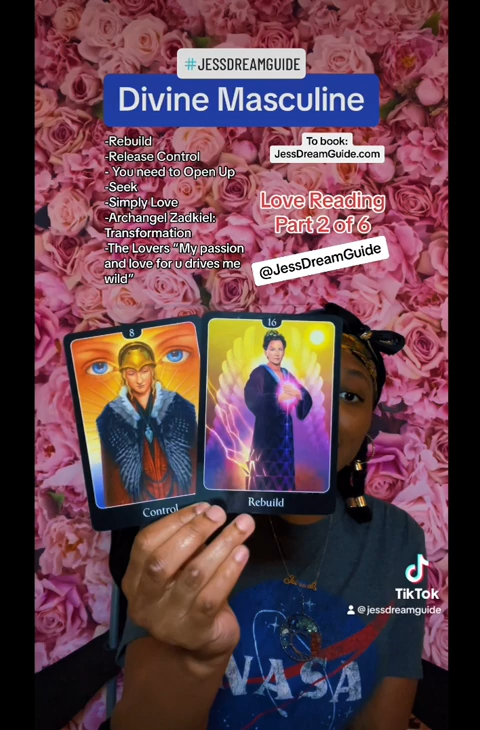 #JESSDREAMGUIDE
Divine Masculine
-Rebuild
-Release Control
- You need to Open Up
-Seek
-Simply Love
-Archangel Zadkiel:
Transformation
-The Lovers “My passion
and love for u drives me
wild”
To book:
JessDreamGuide.com
Love Reading
Part 2 of 6
@JessDreamGuide
8
Control
16
Rebuild
NASA
TikTok
@jessdreamguide